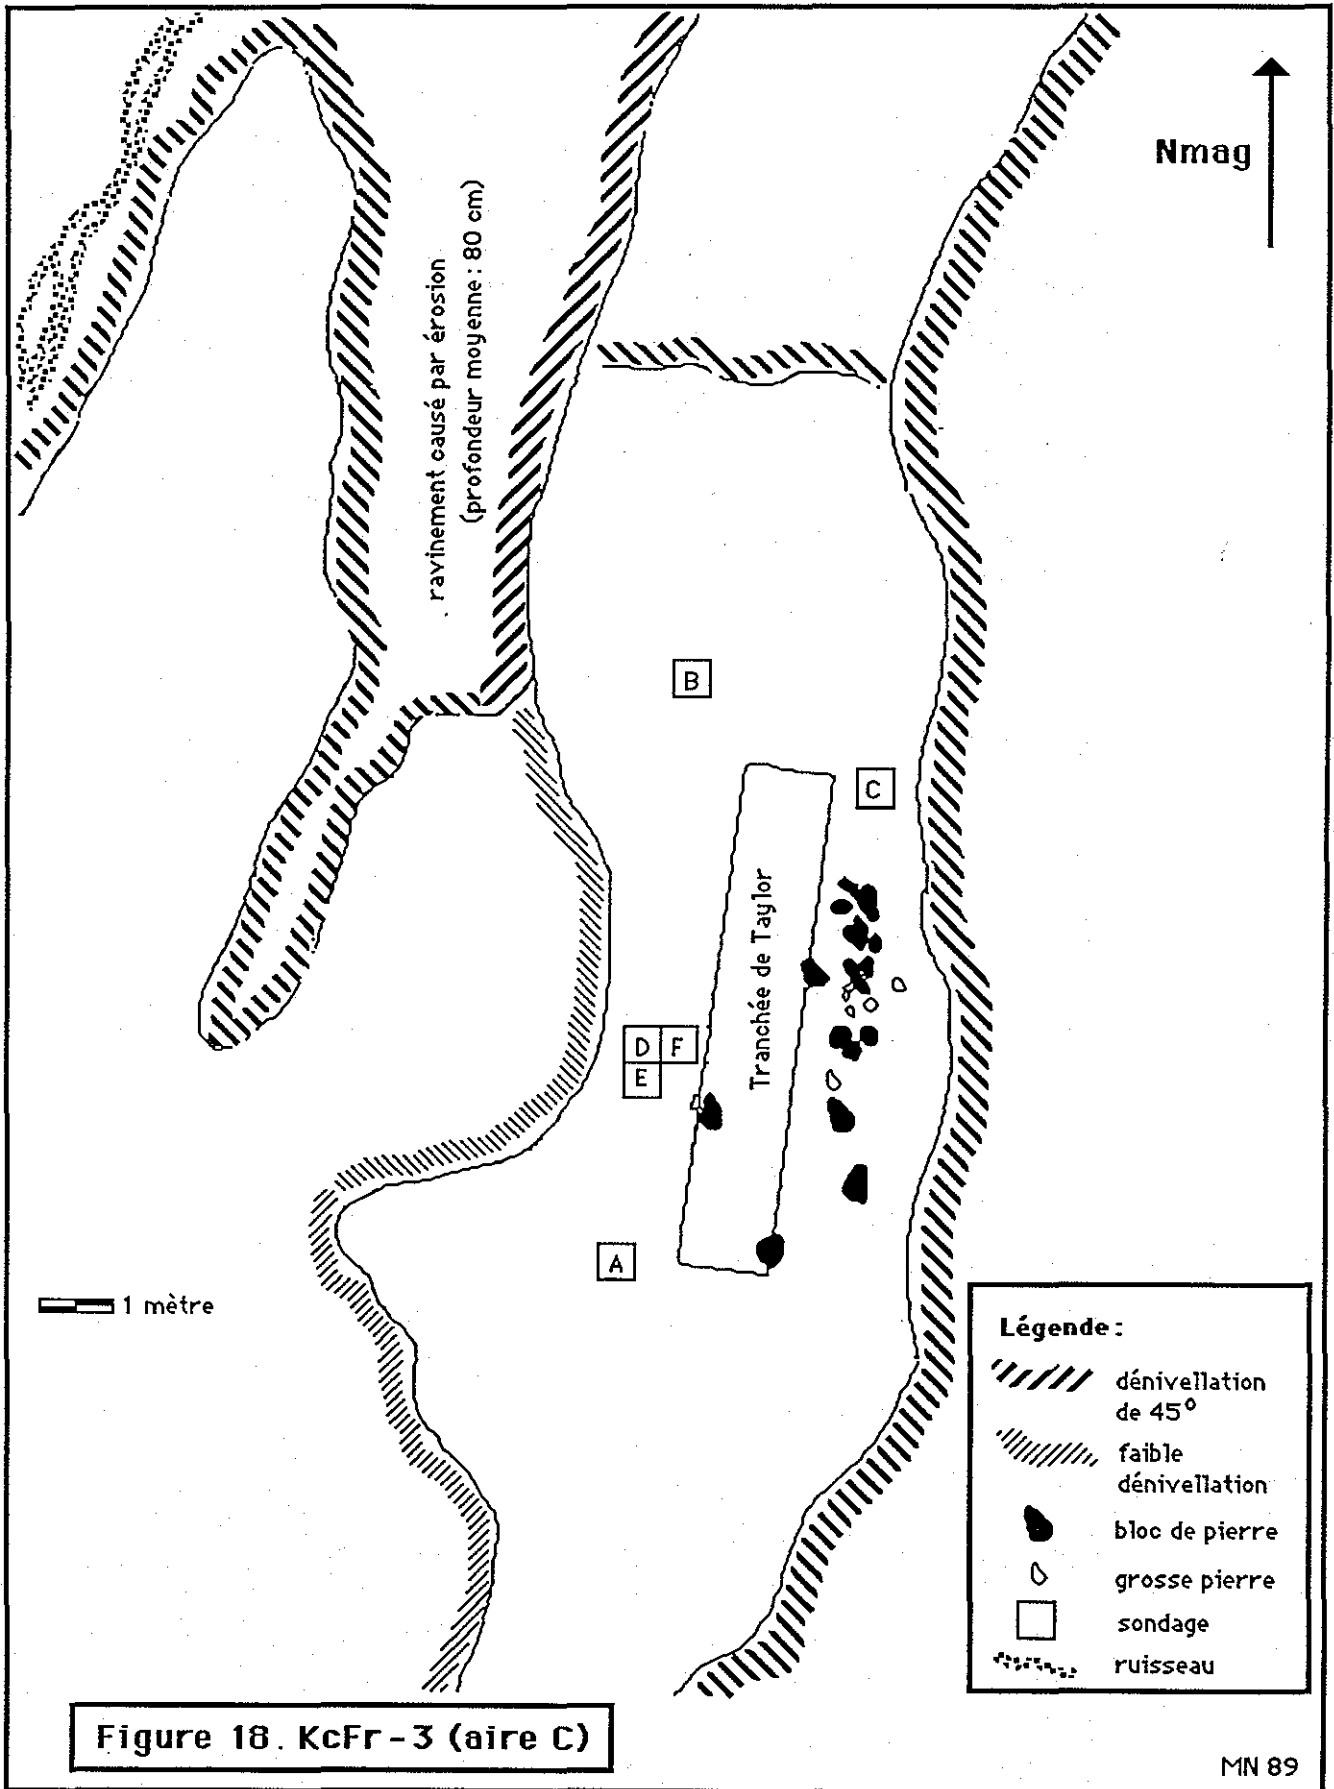 Nmag
ravinement causé par érosion
(profondeur moyenne : 80 cm)
B
C
Tranchée de Taylor
D F
E
A
1 mètre
Légende :
dénivellation
de 45°
faible
dénivellation
bloc de pierre
grosse pierre
sondage
ruisseau
Figure 18. KcFr-3 (aire C)
MN 89